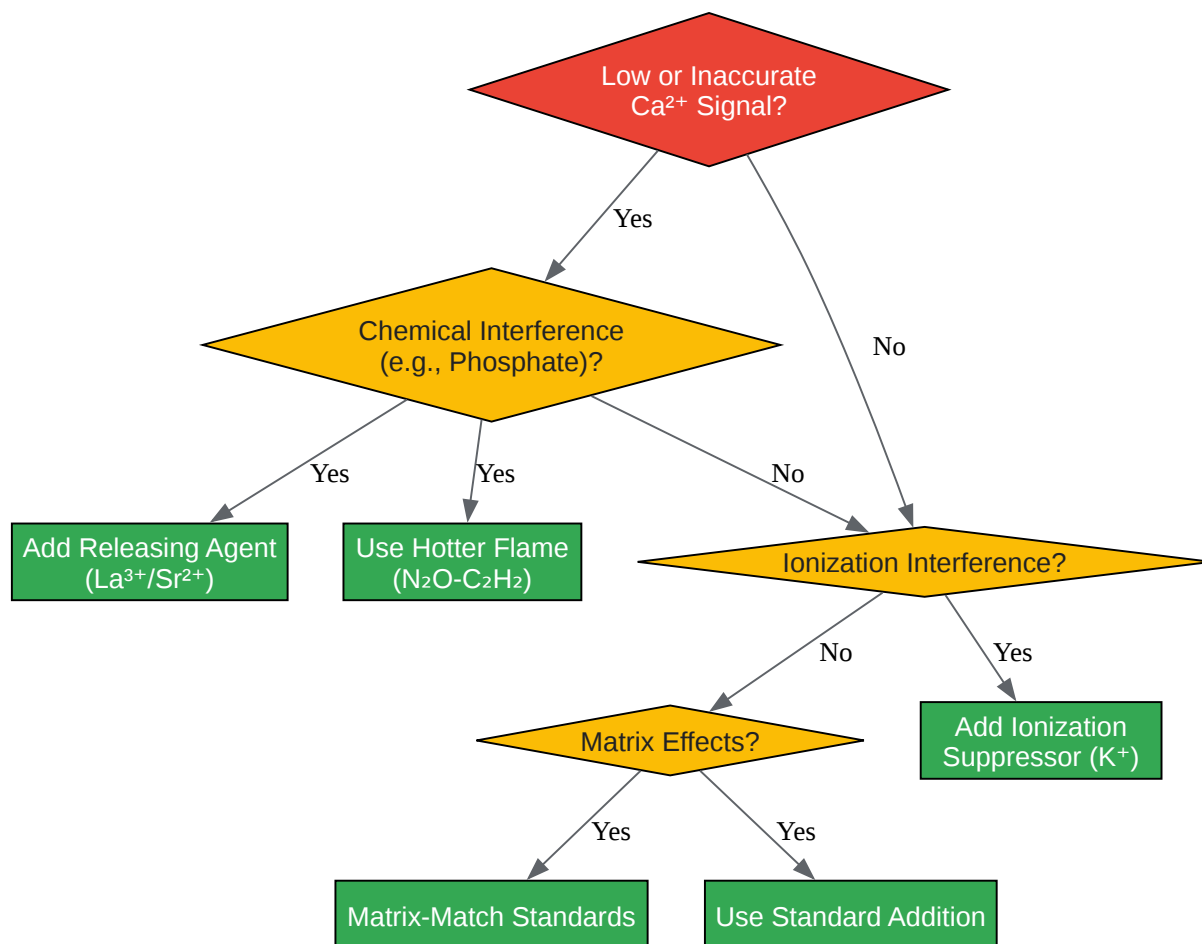 Low or Inaccurate
Ca²⁺ Signal?
Yes
No
Chemical Interference
(e.g., Phosphate)?
Yes
Yes
No
Add Releasing Agent
(La³⁺/Sr²⁺)
Use Hotter Flame
(N₂O-C₂H₂)
Ionization Interference?
No
Yes
Matrix Effects?
Add Ionization
Suppressor (K⁺)
Yes
Yes
Matrix-Match Standards
Use Standard Addition